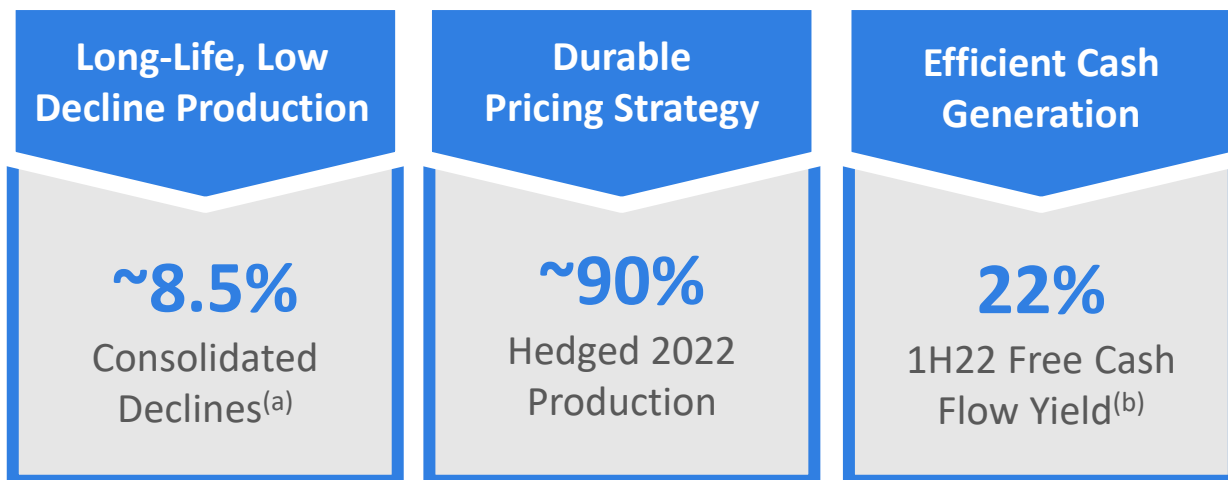 Long-Life, Low
Decline Production
~8.5%
Consolidated
Declines(a)
Durable
Pricing Strategy
~90%
Hedged 2022
Production
Efficient Cash
Generation
22%
1H22 Free Cash
Flow Yield(b)